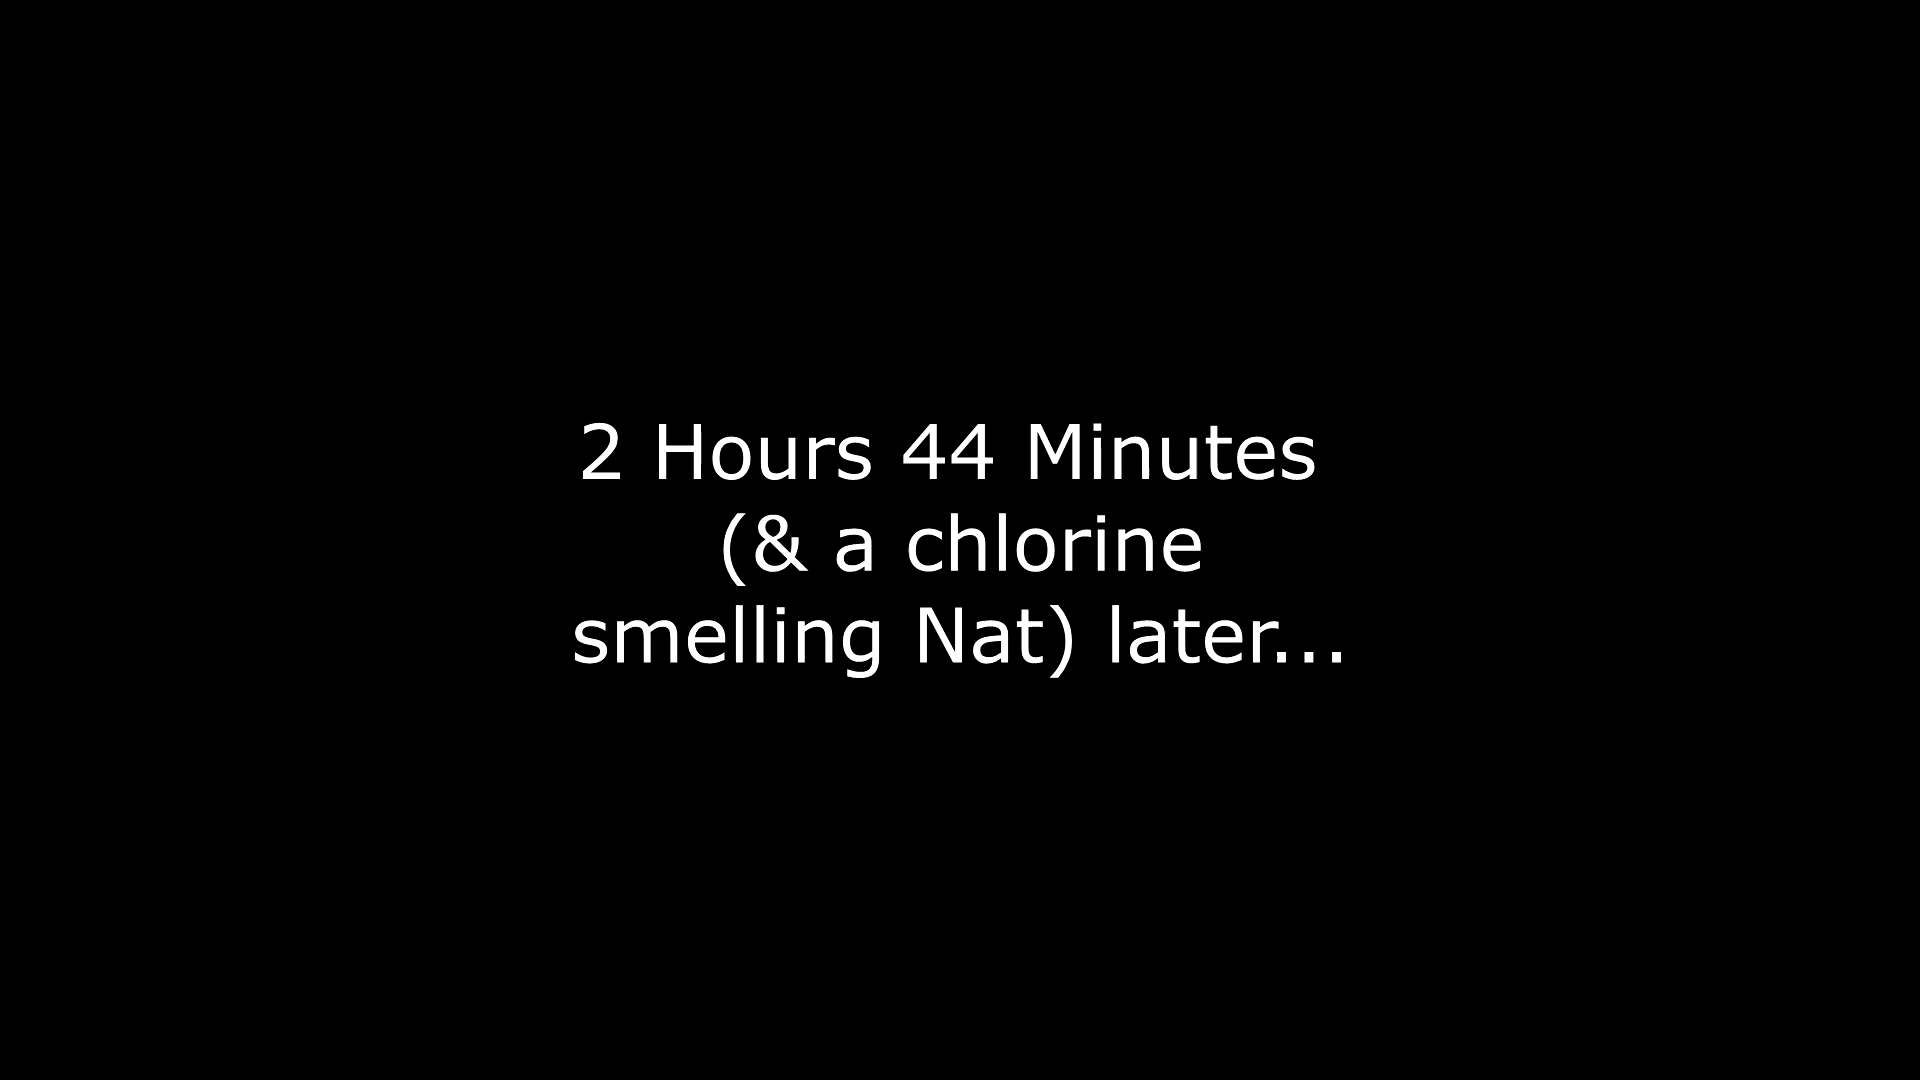 2 Hours 44 Minutes
(& a chlorine
smelling Nat) later...